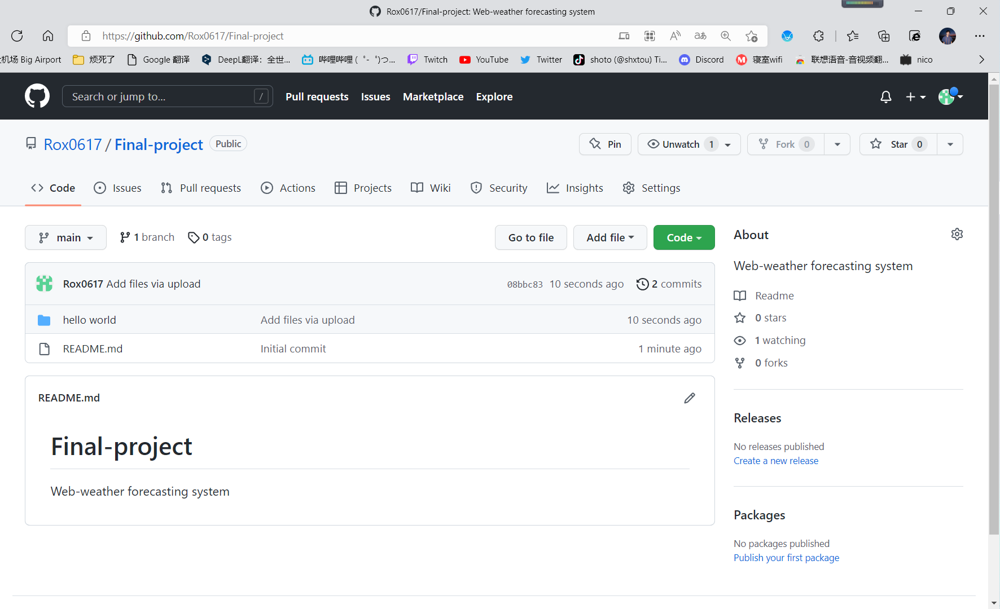 Rox0617/Final-project: Web-weather forecasting system
https://github.com/Rox0617/Final-project
机场 Big Airport 烦死了 Google 翻译 DeepL翻译：全世... 哔哩哔哩 ( ゜- ゜)つ... Twitch YouTube Twitter shoto (@shxtou) Ti... Discord 寝室wifi 联想语音-音视频翻... nico
Search or jump to... / Pull requests Issues Marketplace Explore
Rox0617 / Final-project Public Pin Unwatch 1 Fork 0 Star 0
Code Issues Pull requests Actions Projects Wiki Security Insights Settings
main 1 branch 0 tags Go to file Add file Code
Rox0617 Add files via upload 08bbc83 10 seconds ago 2 commits
hello world Add files via upload 10 seconds ago
README.md Initial commit 1 minute ago
README.md
Final-project
Web-weather forecasting system
About
Web-weather forecasting system
Readme
0 stars
1 watching
0 forks
Releases
No releases published
Create a new release
Packages
No packages published
Publish your first package